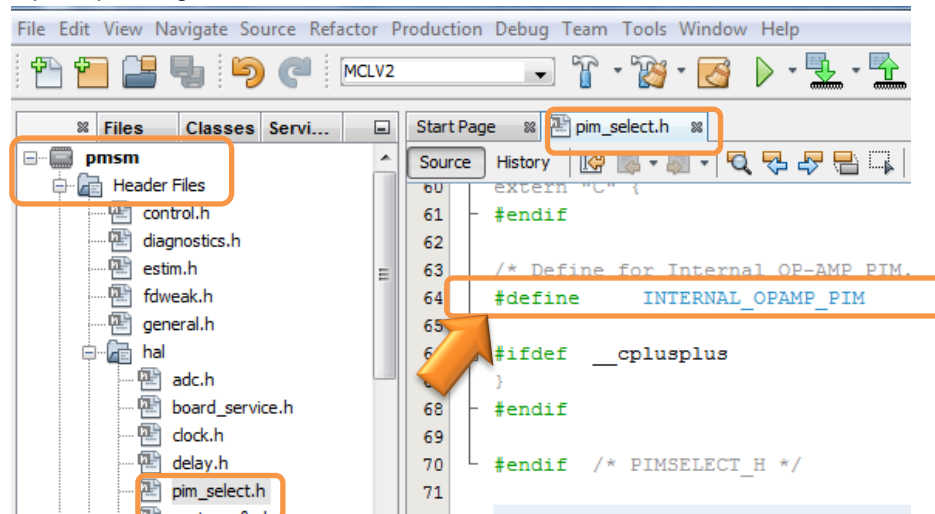 File Edit View Navigate Source Refactor Production Debug Team Tools Window Help
MCLV2
Files Classes Servi...
Start Page pim_select.h
pmsm
Source History
Header Files
control.h
diagnostics.h
estim.h
fdweak.h
general.h
hal
adc.h
board_service.h
clock.h
delay.h
pim_select.h
60 extern "C" {
61 #endif
62
63 /* Define for Internal OP-AMP PIM.
64 #define INTERNAL_OPAMP_PIM
65
#ifdef __cplusplus
}
68 #endif
69
70 #endif /* PIMSELECT_H */
71